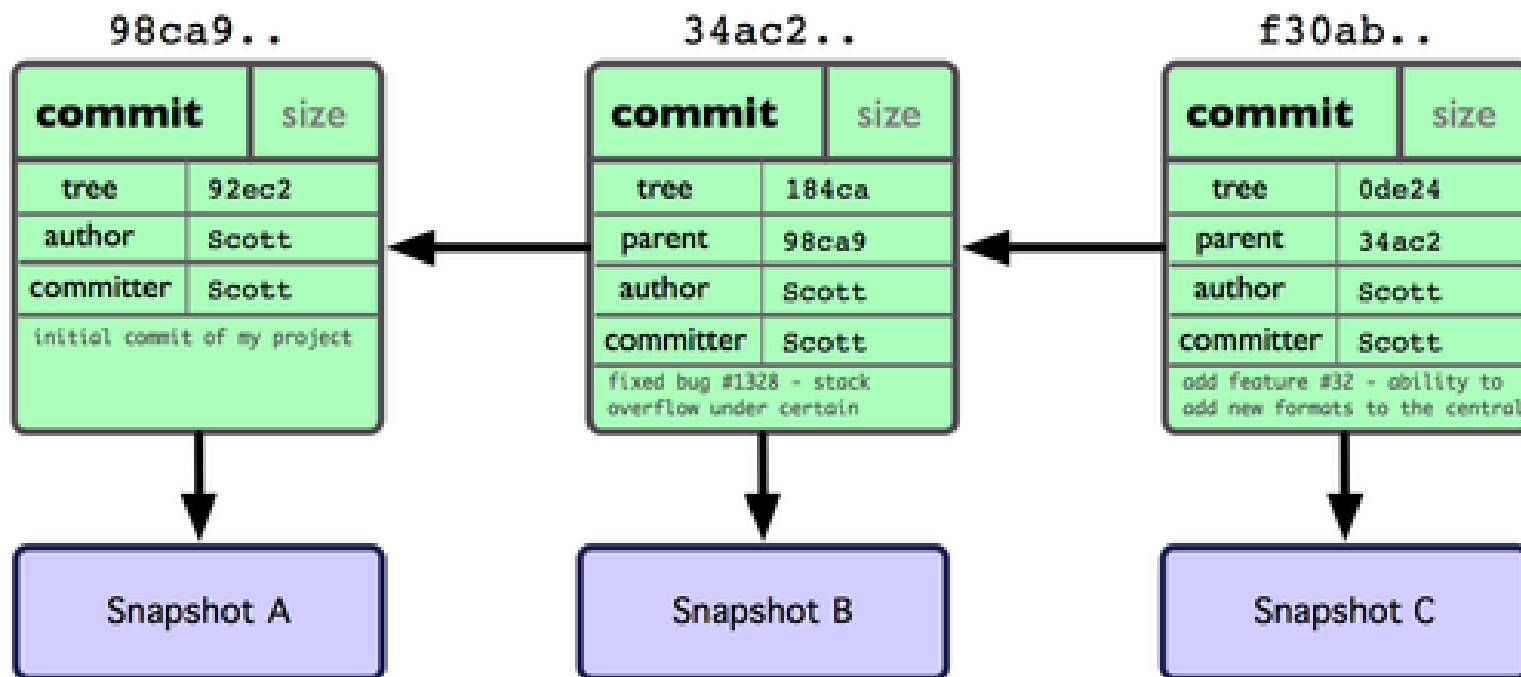 98ca9..
commit size
tree 92ec2
author Scott
committer Scott
initial commit of my project
Snapshot A
34ac2..
commit size
tree 184ca
parent 98ca9
author Scott
committer Scott
fixed bug #1328 - stack
overflow under certain
Snapshot B
f30ab..
commit size
tree 0de24
parent 34ac2
author Scott
committer Scott
add feature #32 - ability to
add new formats to the central
Snapshot C